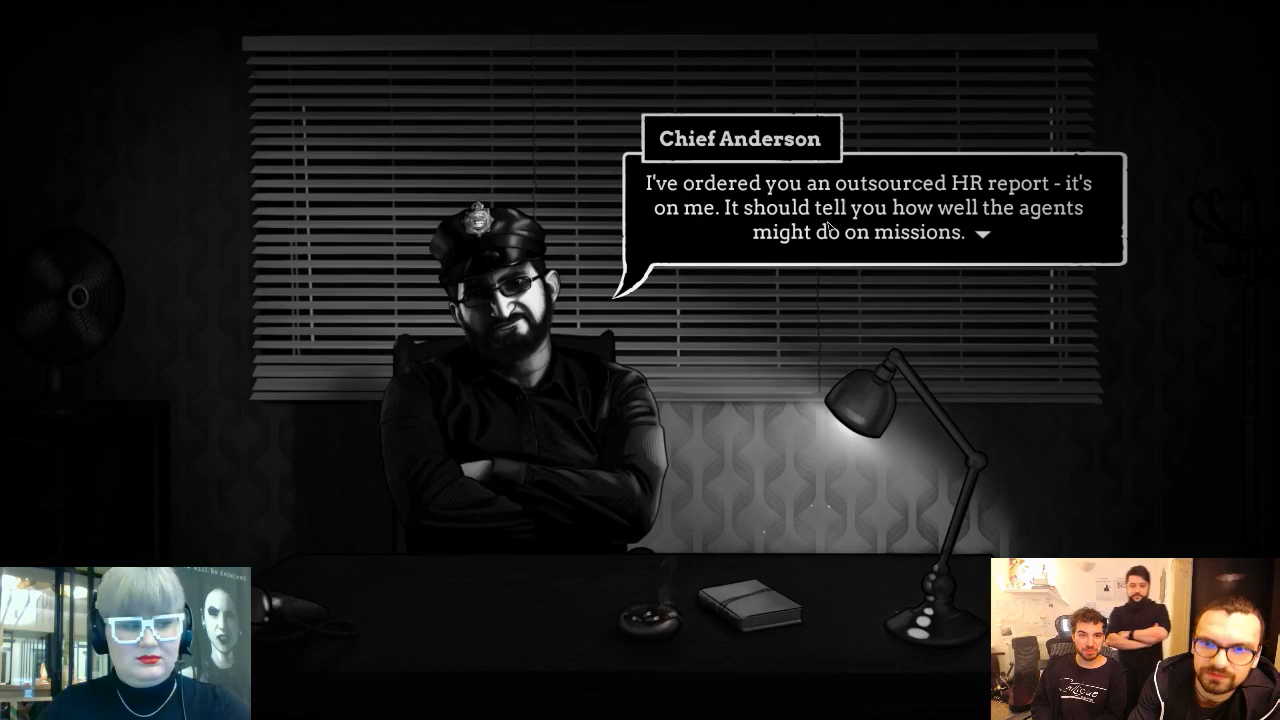 Chief Anderson
I've ordered you an outsourced HR report - it's
on me. It should tell you how well the agents
might do on missions.